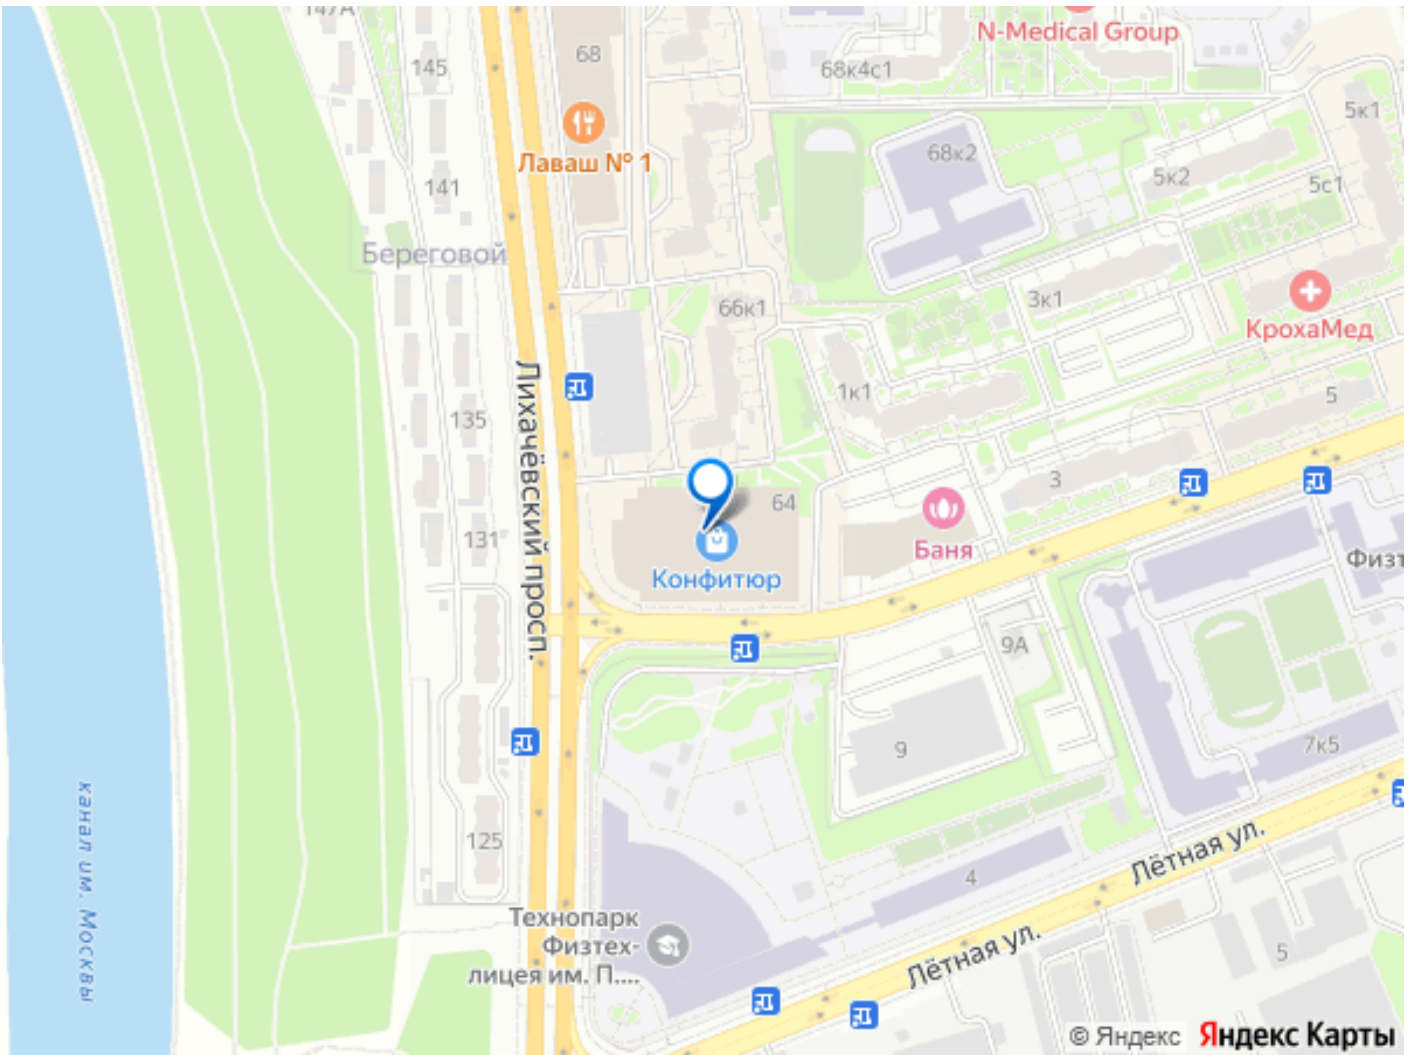 147А
68
N-Medical Group
145
68к4с1
5к1
Лаваш № 1
68к2
141
5к2
5с1
Береговой
66к1
3к1
КрохаМед
Лихачёвский просп.
135
1к1
5
3
64
131
Конфитюр
Баня
Физт
9А
9
7к5
канал им. Москвы
125
4
Лётная ул.
Технопарк
Физтех-
лицея им. П....
Лётная ул.
5
© Яндекс Яндекс Карты